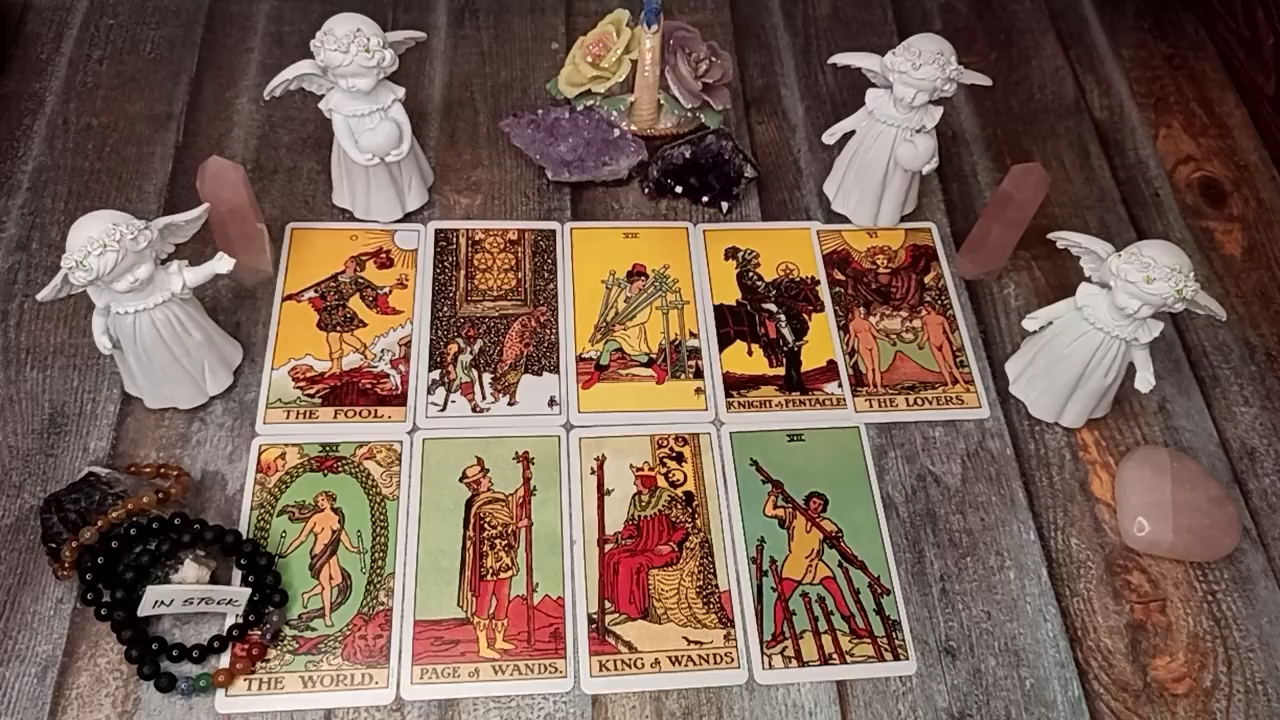 THE FOOL.
VII
KNIGHT of PENTACLES
VI
THE LOVERS.
XXI
THE WORLD.
PAGE of WANDS.
KING of WANDS
VII
IN STOCK